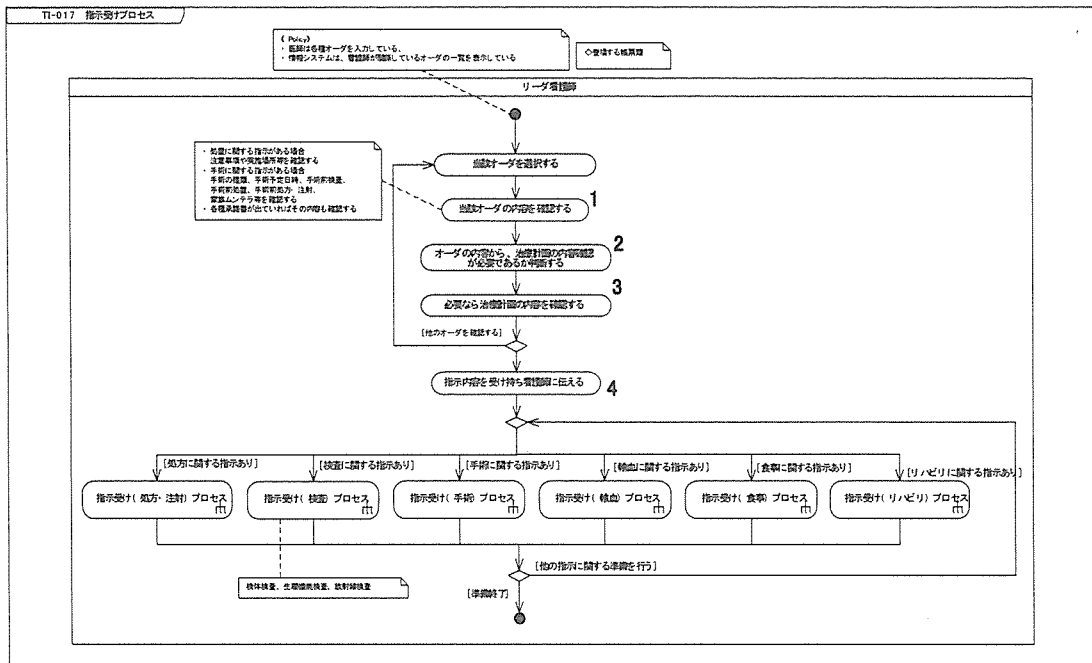 TI-017 指示受けプロセス
《 Policy》
・ 医師は各種オーダを入力している、
・ 情報システムは、看護師が関係しているオーダの一覧を表示している
◇登場する帳票類
リーダ看護師
・ 処置に関する指示がある場合
注意事項や実施場所等を確認する
・ 手術に関する指示がある場合
手術の種類、手術予定日時、手術前検査、
手術前処置、手術前処方・注射、
家族ムンテラ等を確認する
・ 各種承諾書が出ていればその内容も確認する
当該オーダを選択する
当該オーダの内容を確認する
1
オーダの内容から、治療計画の内容確認
が必要であるか判断する
2
必要なら治療計画の内容を確認する
3
[他のオーダを確認する]
指示内容を受け持ち看護師に伝える
4
[処方に関する指示あり]
[検査に関する指示あり]
[手術に関する指示あり]
[輸血に関する指示あり]
[食事に関する指示あり]
[リハビリに関する指示あり]
指示受け( 処方・注射) プロセス
指示受け( 検査) プロセス
指示受け( 手術) プロセス
指示受け( 輸血) プロセス
指示受け( 食事) プロセス
指示受け( リハビリ) プロセス
検体検査、生理機能検査、放射線検査
[他の指示に関する準備を行う]
[準備終了]